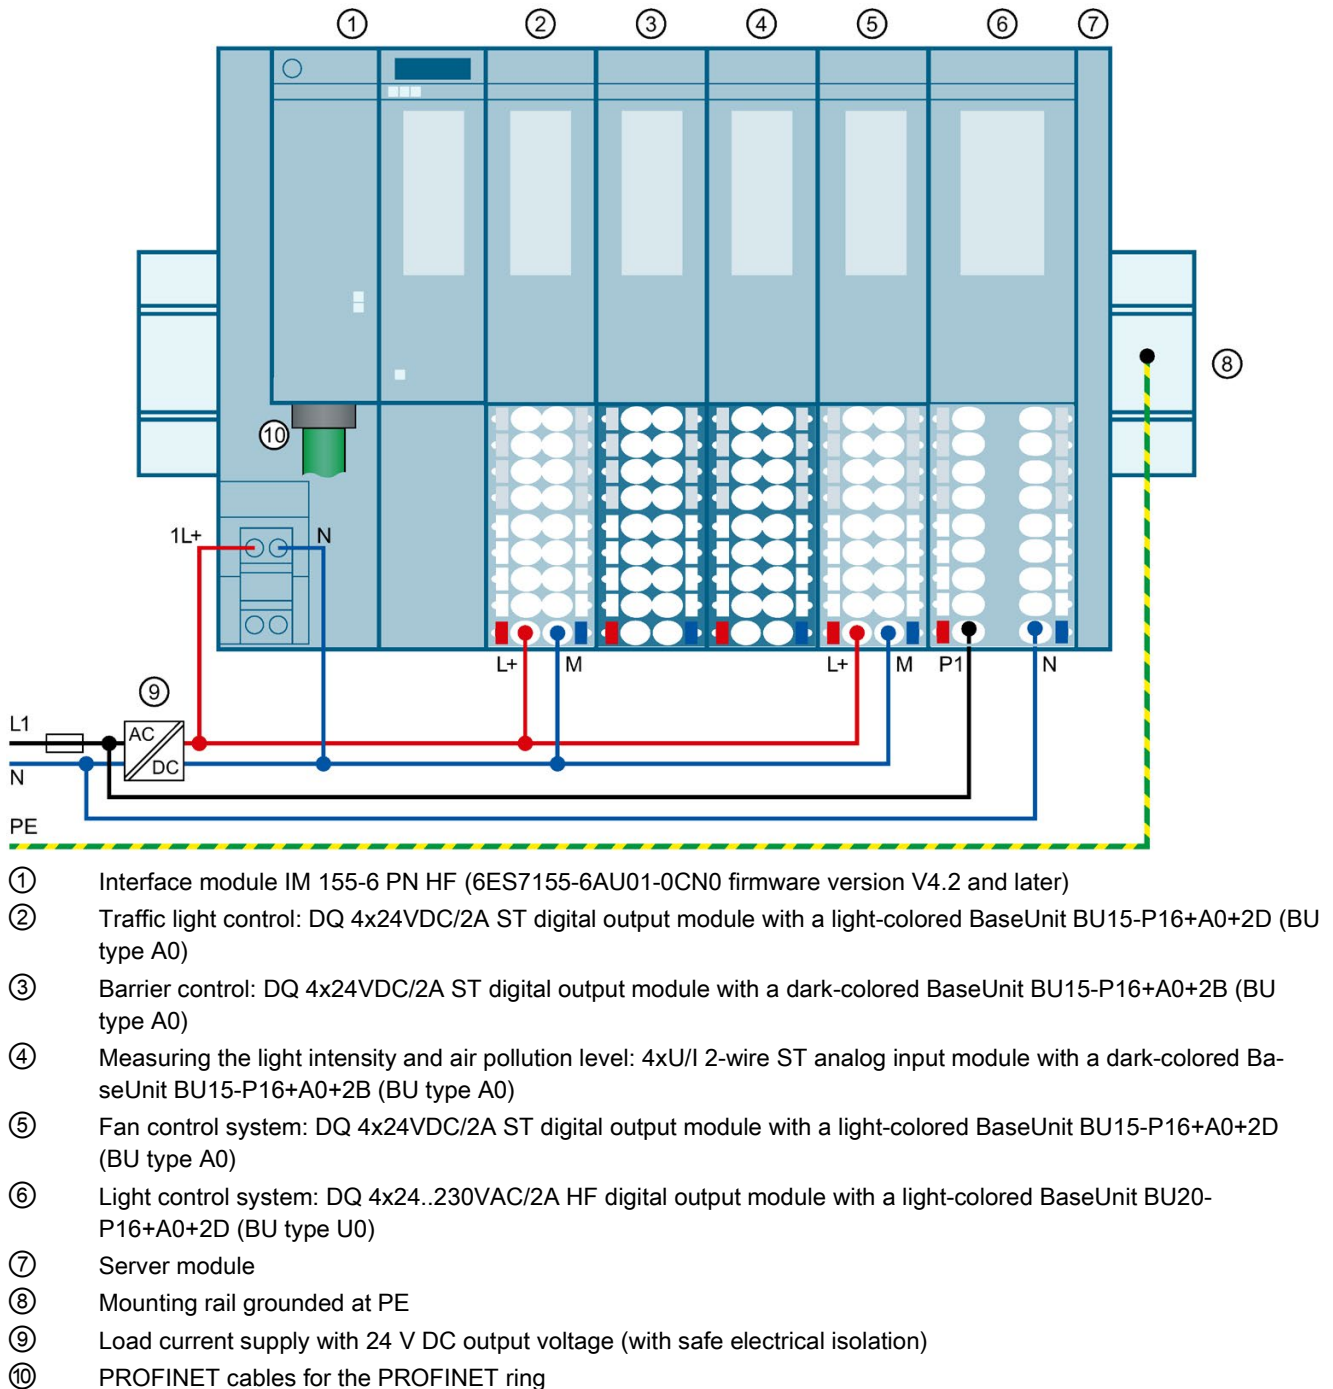 ① ② ③ ④ ⑤ ⑥ ⑦
⑧
⑩
1L+ N
L+ M L+ M P1 N
⑨
L1
AC
DC
N
PE
① Interface module IM 155-6 PN HF (6ES7155-6AU01-0CN0 firmware version V4.2 and later)
② Traffic light control: DQ 4x24VDC/2A ST digital output module with a light-colored BaseUnit BU15-P16+A0+2D (BU
type A0)
③ Barrier control: DQ 4x24VDC/2A ST digital output module with a dark-colored BaseUnit BU15-P16+A0+2B (BU
type A0)
④ Measuring the light intensity and air pollution level: 4xU/I 2-wire ST analog input module with a dark-colored Ba-
seUnit BU15-P16+A0+2B (BU type A0)
⑤ Fan control system: DQ 4x24VDC/2A ST digital output module with a light-colored BaseUnit BU15-P16+A0+2D
(BU type A0)
⑥ Light control system: DQ 4x24..230VAC/2A HF digital output module with a light-colored BaseUnit BU20-
P16+A0+2D (BU type U0)
⑦ Server module
⑧ Mounting rail grounded at PE
⑨ Load current supply with 24 V DC output voltage (with safe electrical isolation)
⑩ PROFINET cables for the PROFINET ring